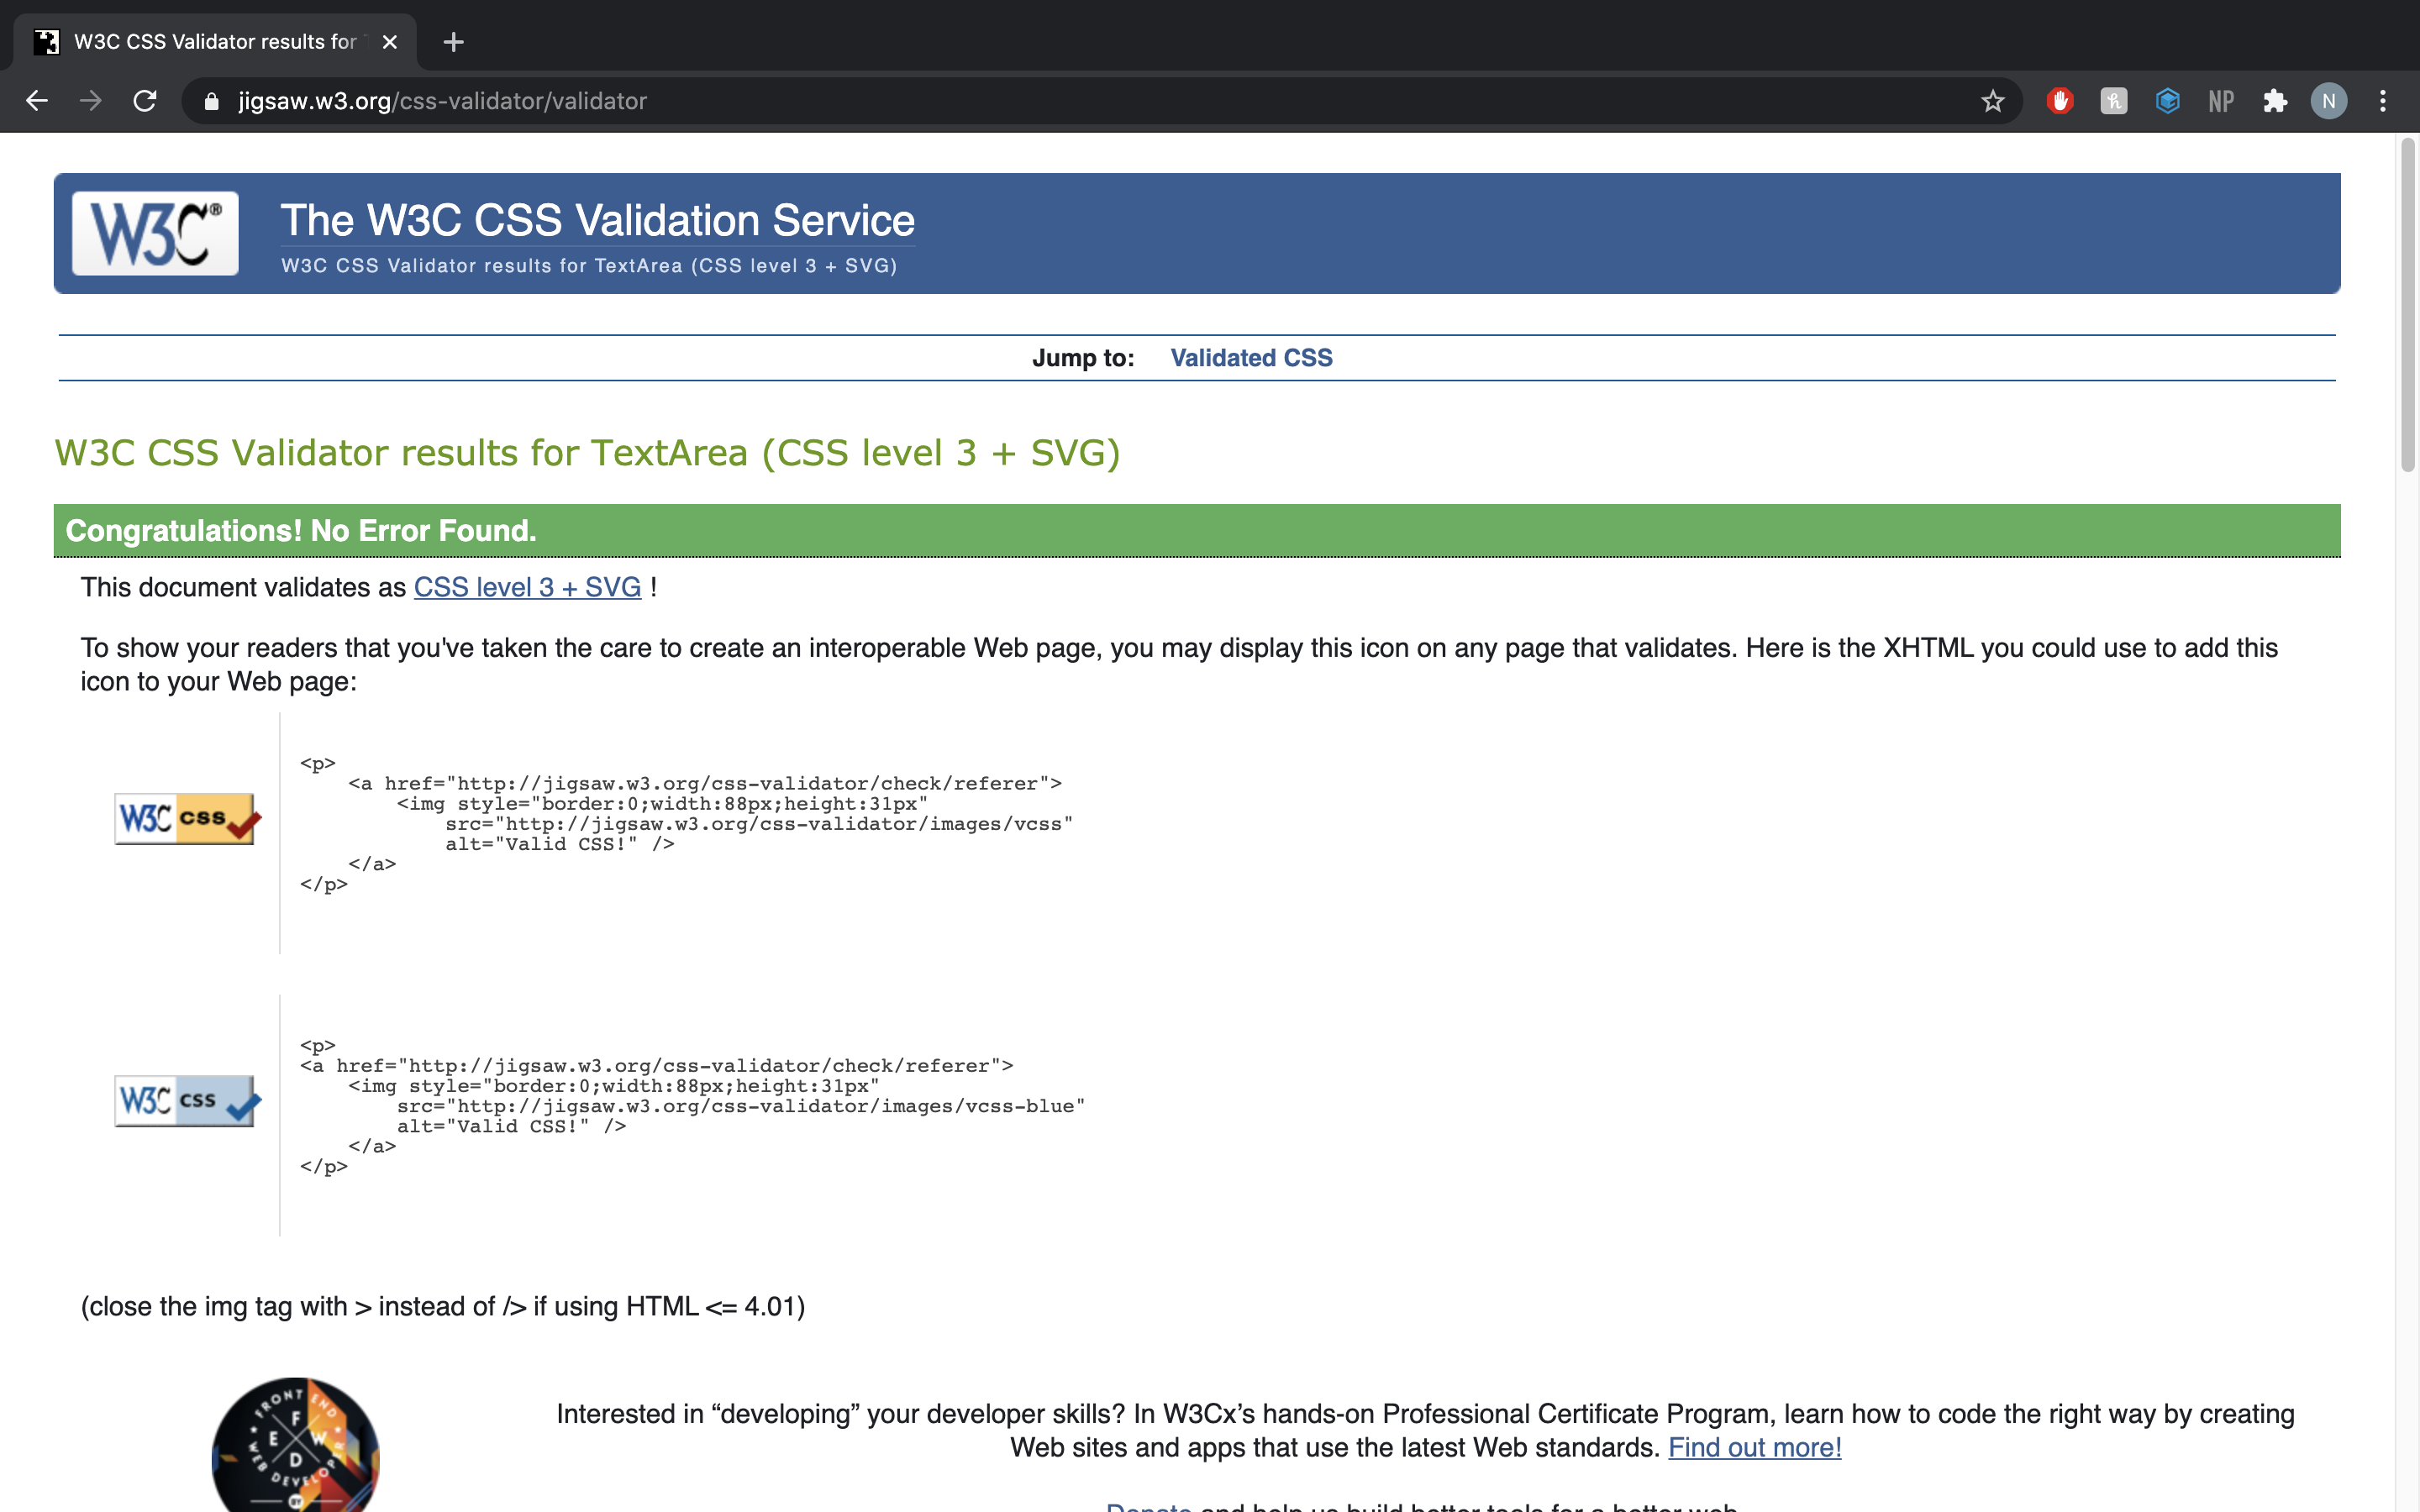 W3C CSS Validator results for
jigsaw.w3.org/css-validator/validator
NP
N
W3C®
The W3C CSS Validation Service
W3C CSS Validator results for TextArea (CSS level 3 + SVG)
Jump to: Validated CSS
W3C CSS Validator results for TextArea (CSS level 3 + SVG)
Congratulations! No Error Found.
This document validates as CSS level 3 + SVG !
To show your readers that you've taken the care to create an interoperable Web page, you may display this icon on any page that validates. Here is the XHTML you could use to add this
icon to your Web page:
W3C css
<p>
<a href="http://jigsaw.w3.org/css-validator/check/referer">
<img style="border:0;width:88px;height:31px"
src="http://jigsaw.w3.org/css-validator/images/vcss"
alt="Valid CSS!" />
</a>
</p>
W3C css
<p>
<a href="http://jigsaw.w3.org/css-validator/check/referer">
<img style="border:0;width:88px;height:31px"
src="http://jigsaw.w3.org/css-validator/images/vcss-blue"
alt="Valid CSS!" />
</a>
</p>
(close the img tag with > instead of /> if using HTML <= 4.01)
FRONT END
WEB DEVELOPER
F E W D
BY
Interested in “developing” your developer skills? In W3Cx’s hands-on Professional Certificate Program, learn how to code the right way by creating
Web sites and apps that use the latest Web standards. Find out more!
Donate and help us build better tools for a better web.